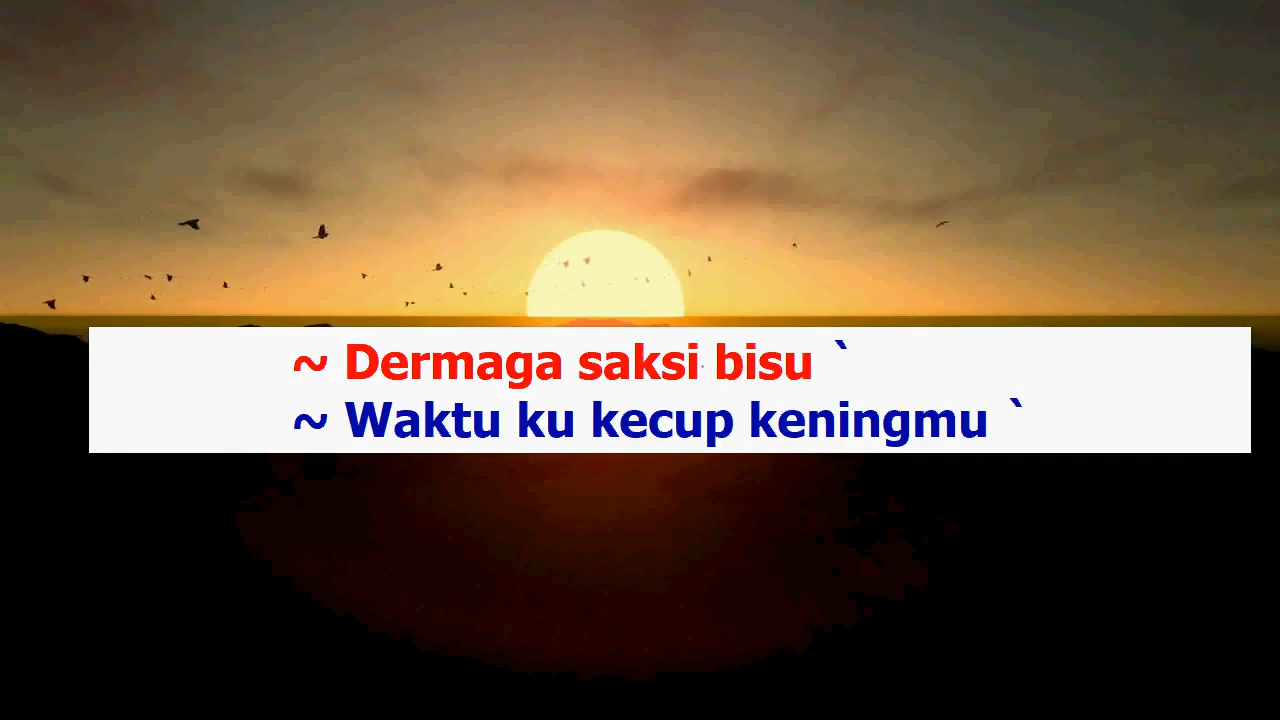 ~ Dermaga saksi bisu `
~ Waktu ku kecup keningmu `